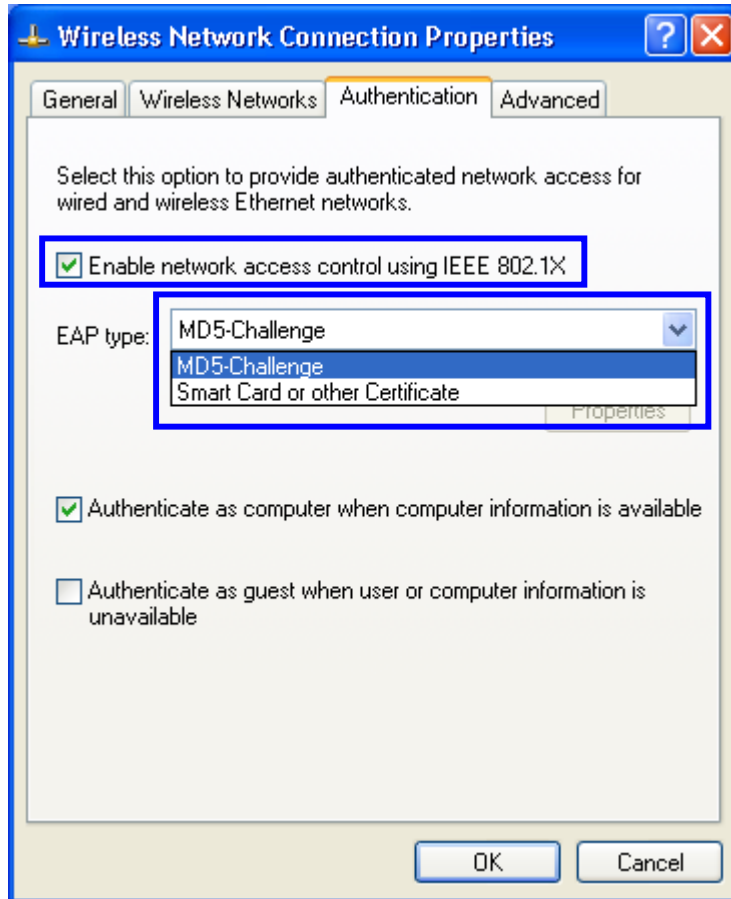 Wireless Network Connection Properties
General Wireless Networks Authentication Advanced
Select this option to provide authenticated network access for
wired and wireless Ethernet networks.
Enable network access control using IEEE 802.1X
EAP type: MD5-Challenge
MD5-Challenge
Smart Card or other Certificate
Properties
Authenticate as computer when computer information is available
Authenticate as guest when user or computer information is
unavailable
OK Cancel